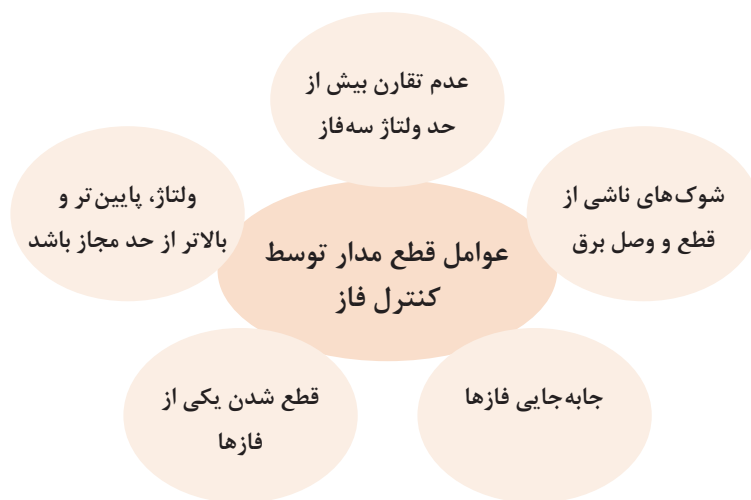 عدم تقارن بیش از
حد ولتاژ سه‌فاز
شوک‌های ناشی از
قطع و وصل برق
ولتاژ، پایین‌تر و
بالاتر از حد مجاز باشد
عوامل قطع مدار توسط
کنترل فاز
جابه‌جایی فازها
قطع شدن یکی از
فازها